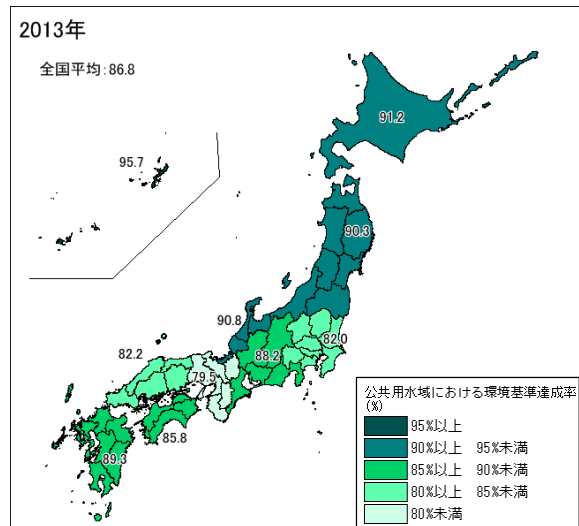 2013年
全国平均：86.8
91.2
95.7
90.3
90.8
82.2
88.2
82.0
79.5
85.8
89.3
公共用水域における環境基準達成率
(%)
95%以上
90%以上　95%未満
85%以上　90%未満
80%以上　85%未満
80%未満